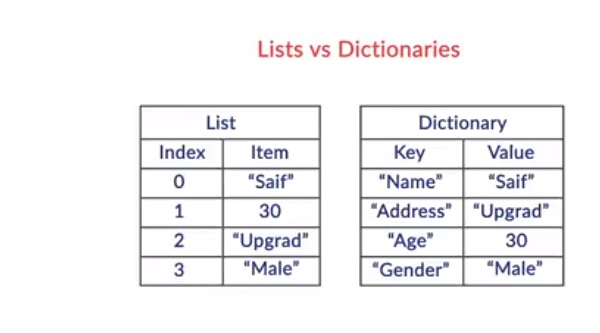 Lists vs Dictionaries
List
Index Item
0 “Saif”
1 30
2 “Upgrad”
3 “Male”
Dictionary
Key Value
“Name” “Saif”
“Address” “Upgrad”
“Age” 30
“Gender” “Male”